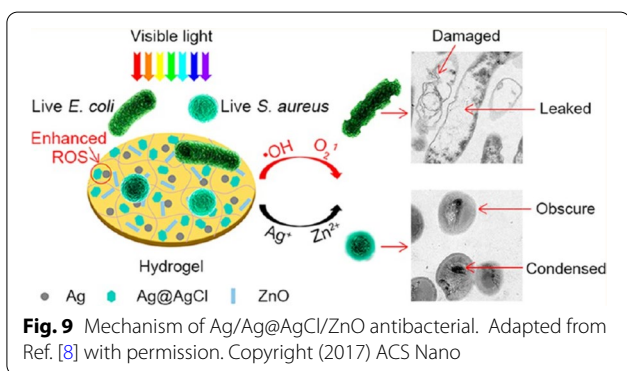 Visible light
Damaged
Live E. coli
Live S. aureus
Leaked
Enhanced
ROS
•OH
O₂¹
Obscure
Ag⁺
Zn²⁺
Condensed
Hydrogel
Ag
Ag@AgCl
ZnO
Fig. 9 Mechanism of Ag/Ag@AgCl/ZnO antibacterial. Adapted from
Ref. [8] with permission. Copyright (2017) ACS Nano